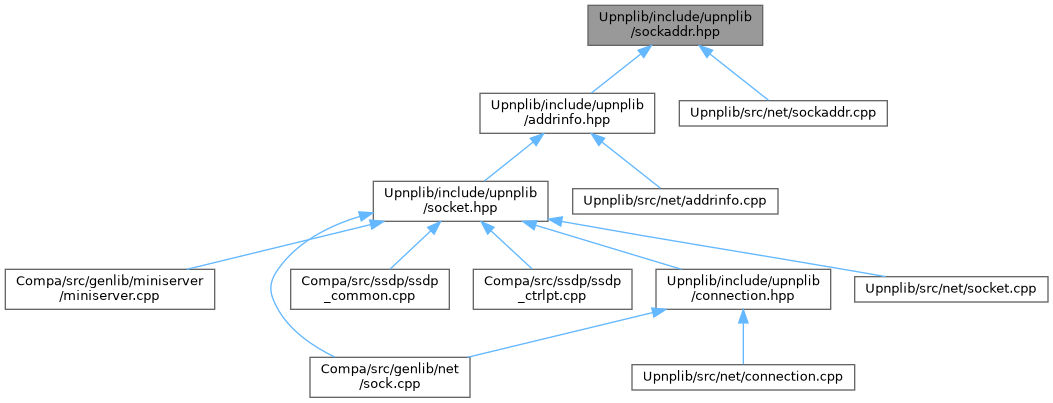 Upnplib/include/upnplib
/sockaddr.hpp
Upnplib/include/upnplib
/addrinfo.hpp
Upnplib/src/net/sockaddr.cpp
Upnplib/include/upnplib
/socket.hpp
Upnplib/src/net/addrinfo.cpp
Compa/src/genlib/miniserver
/miniserver.cpp
Compa/src/ssdp/ssdp
_common.cpp
Compa/src/ssdp/ssdp
_ctrlpt.cpp
Upnplib/include/upnplib
/connection.hpp
Upnplib/src/net/socket.cpp
Compa/src/genlib/net
/sock.cpp
Upnplib/src/net/connection.cpp